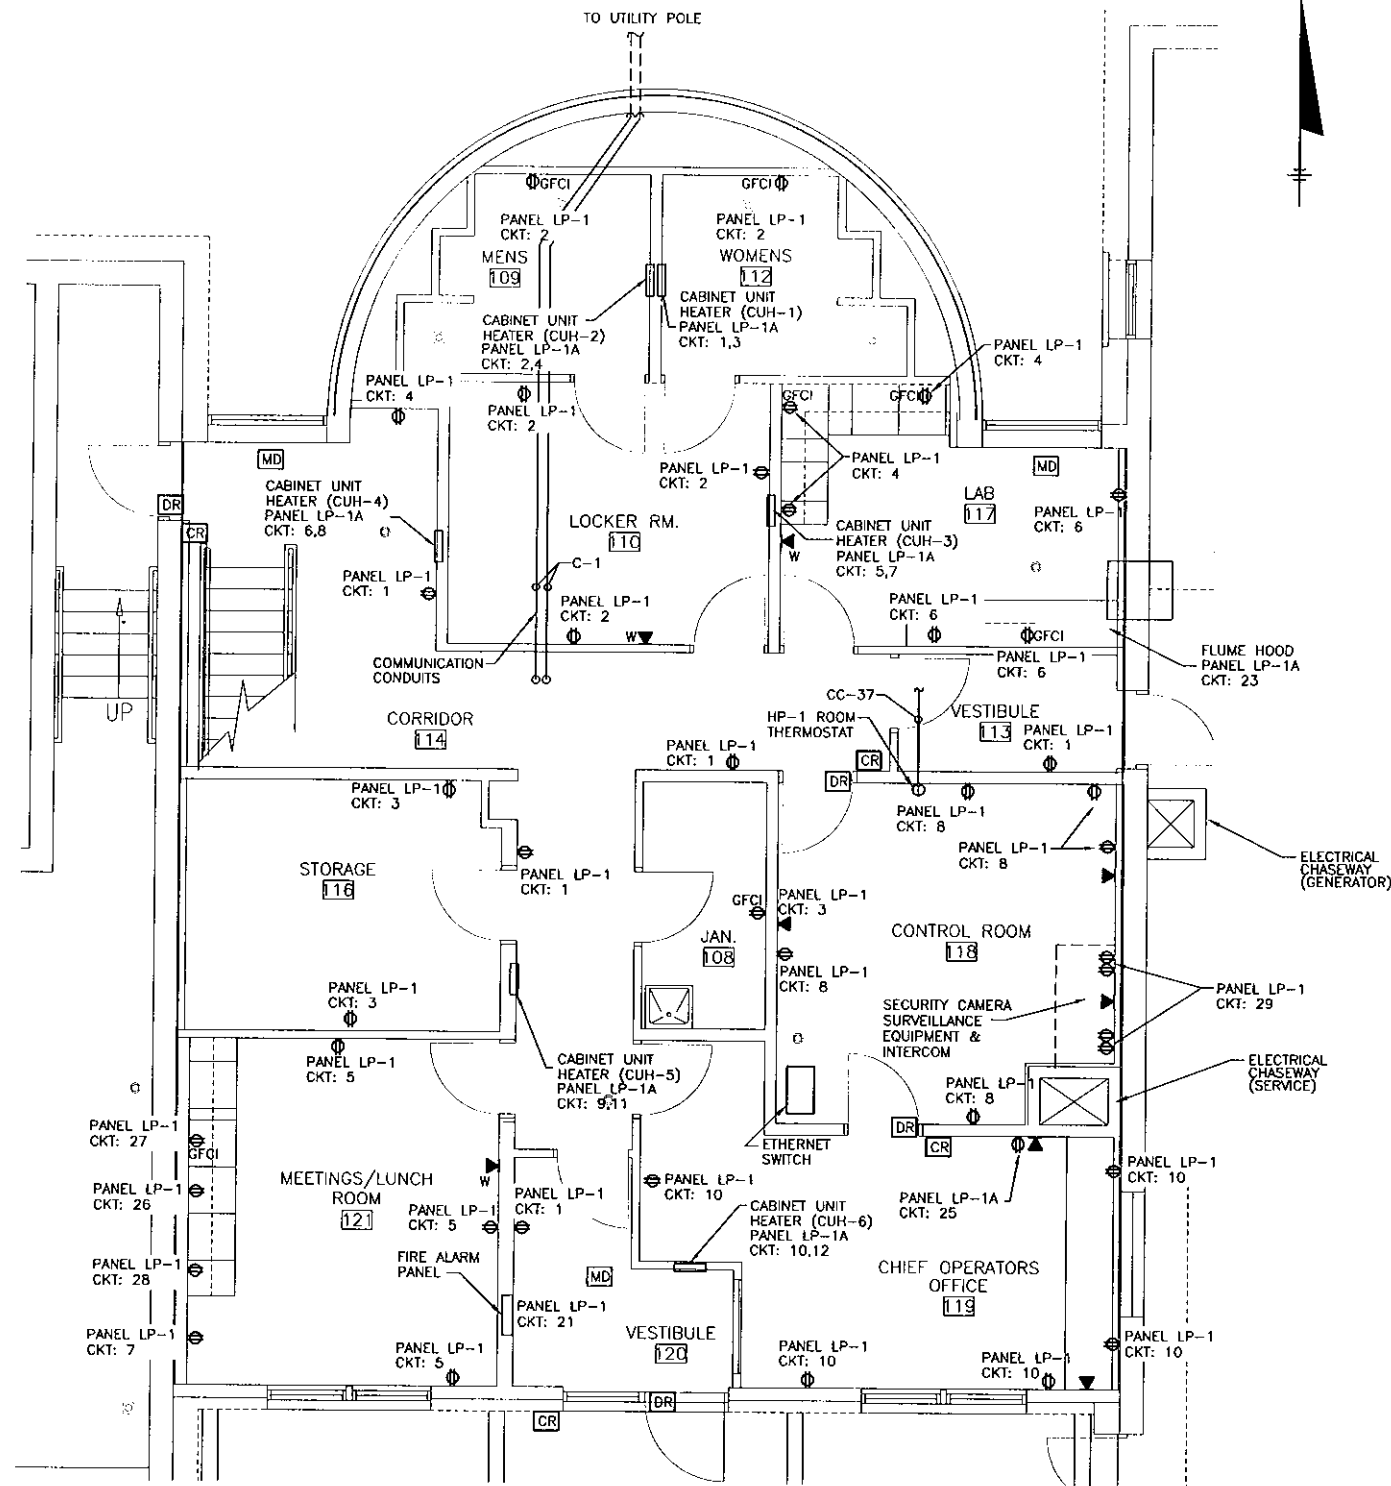 TO UTILITY POLE
GFCI
GFCI
PANEL LP-1
CKT: 2
PANEL LP-1
CKT: 2
MENS
109
WOMENS
112
CABINET UNIT
HEATER (CUH-2)
PANEL LP-1A
CKT: 2,4
CABINET UNIT
HEATER (CUH-1)
PANEL LP-1A
CKT: 1,3
PANEL LP-1
CKT: 4
PANEL LP-1
CKT: 4
PANEL LP-1
CKT: 2
GFCI
GFCI
MD
CABINET UNIT
HEATER (CUH-4)
PANEL LP-1A
CKT: 6,8
PANEL LP-1
CKT: 2
PANEL LP-1
CKT: 4
MD
DR
CR
LOCKER RM.
110
LAB
117
PANEL LP-1
CKT: 6
CABINET UNIT
HEATER (CUH-3)
PANEL LP-1A
CKT: 5,7
W
C-1
PANEL LP-1
CKT: 1
PANEL LP-1
CKT: 2
W
PANEL LP-1
CKT: 6
GFCI
PANEL LP-1
CKT: 6
FLUME HOOD
PANEL LP-1A
CKT: 23
COMMUNICATION
CONDUITS
UP
CORRIDOR
114
CC-37
HP-1 ROOM
THERMOSTAT
VESTIBULE
113
PANEL LP-1
CKT: 1
PANEL LP-1
CKT: 1
CR
DR
PANEL LP-1
CKT: 3
PANEL LP-1
CKT: 8
PANEL LP-1
CKT: 8
STORAGE
116
PANEL LP-1
CKT: 1
ELECTRICAL
CHASEWAY
(GENERATOR)
GFCI
PANEL LP-1
CKT: 3
JAN.
108
CONTROL ROOM
118
PANEL LP-1
CKT: 8
PANEL LP-1
CKT: 3
SECURITY CAMERA
SURVEILLANCE
EQUIPMENT &
INTERCOM
PANEL LP-1
CKT: 29
PANEL LP-1
CKT: 5
CABINET UNIT
HEATER (CUH-5)
PANEL LP-1A
CKT: 9,11
ELECTRICAL
CHASEWAY
(SERVICE)
PANEL LP-1
CKT: 8
PANEL LP-1
CKT: 27
GFCI
ETHERNET
SWITCH
DR
CR
PANEL LP-1
CKT: 26
MEETINGS/LUNCH
ROOM
121
W
PANEL LP-1
CKT: 5
PANEL LP-1
CKT: 1
PANEL LP-1
CKT: 10
PANEL LP-1A
CKT: 25
PANEL LP-1
CKT: 10
CABINET UNIT
HEATER (CUH-6)
PANEL LP-1A
CKT: 10,12
PANEL LP-1
CKT: 28
FIRE ALARM
PANEL
MD
CHIEF OPERATORS
OFFICE
119
PANEL LP-1
CKT: 21
VESTIBULE
120
PANEL LP-1
CKT: 7
PANEL LP-1
CKT: 5
PANEL LP-1
CKT: 10
PANEL LP-1
CKT: 10
PANEL LP-1
CKT: 10
DR
CR